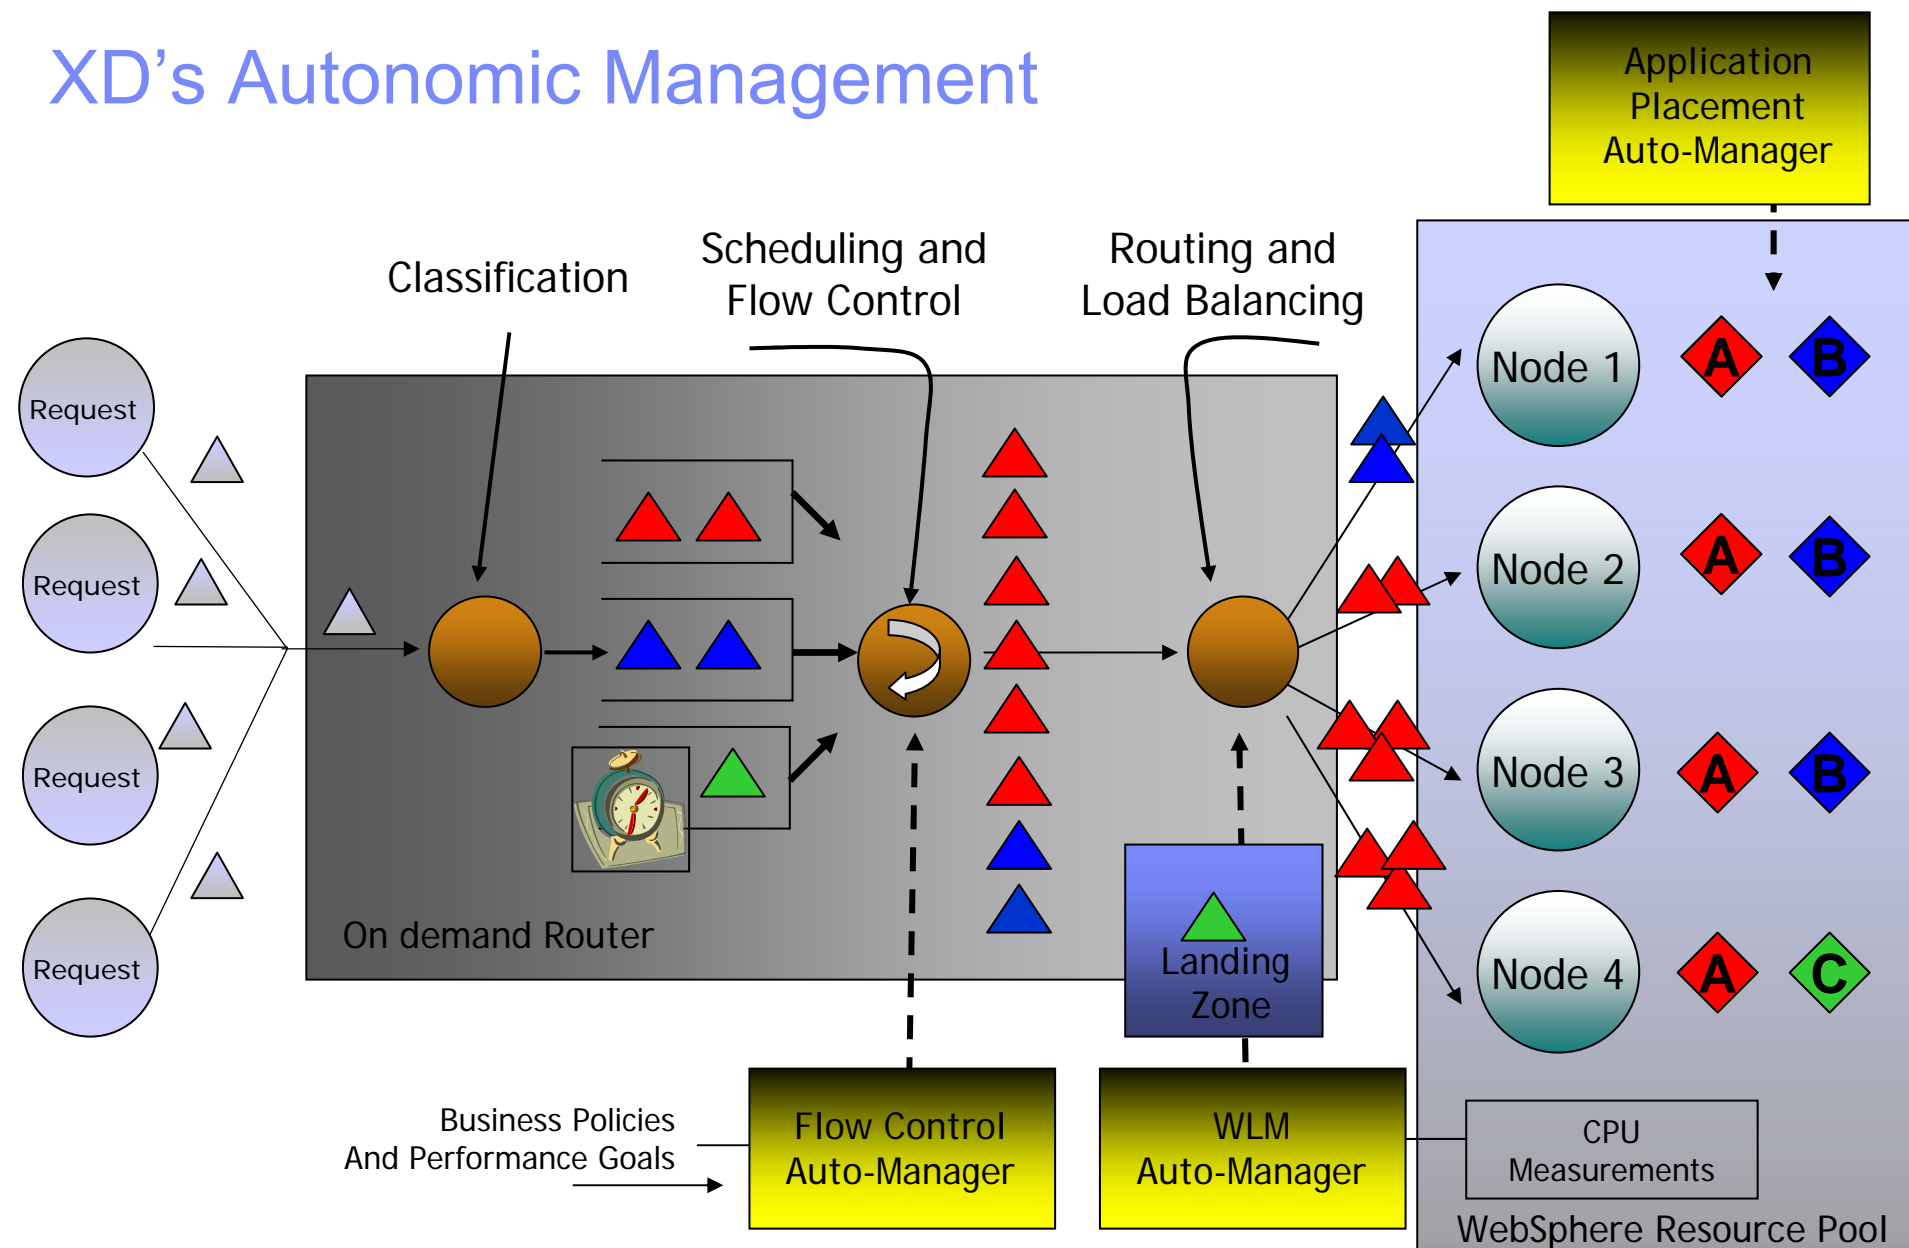 XD's Autonomic Management
Application
Placement
Auto-Manager
Classification
Scheduling and
Flow Control
Routing and
Load Balancing
Request
Request
Request
Request
On demand Router
Landing
Zone
Node 1
A
B
Node 2
A
B
Node 3
A
B
Node 4
A
C
Business Policies
And Performance Goals
Flow Control
Auto-Manager
WLM
Auto-Manager
CPU
Measurements
WebSphere Resource Pool